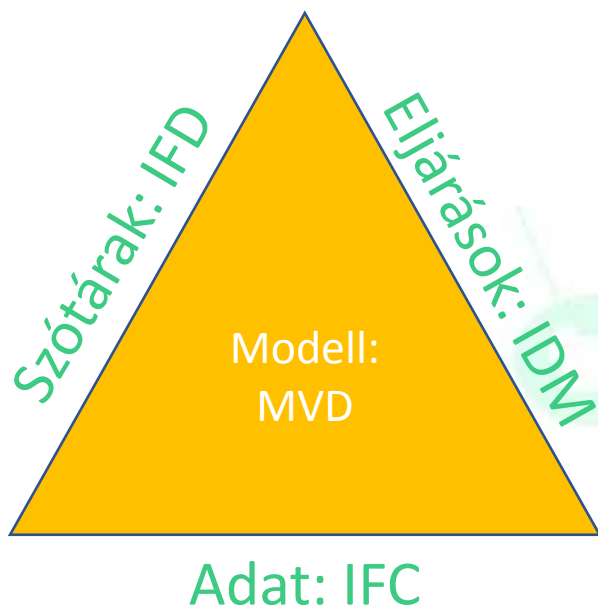 Szótárak: IFD
Eljárások: IDM
Modell:
MVD
Adat: IFC